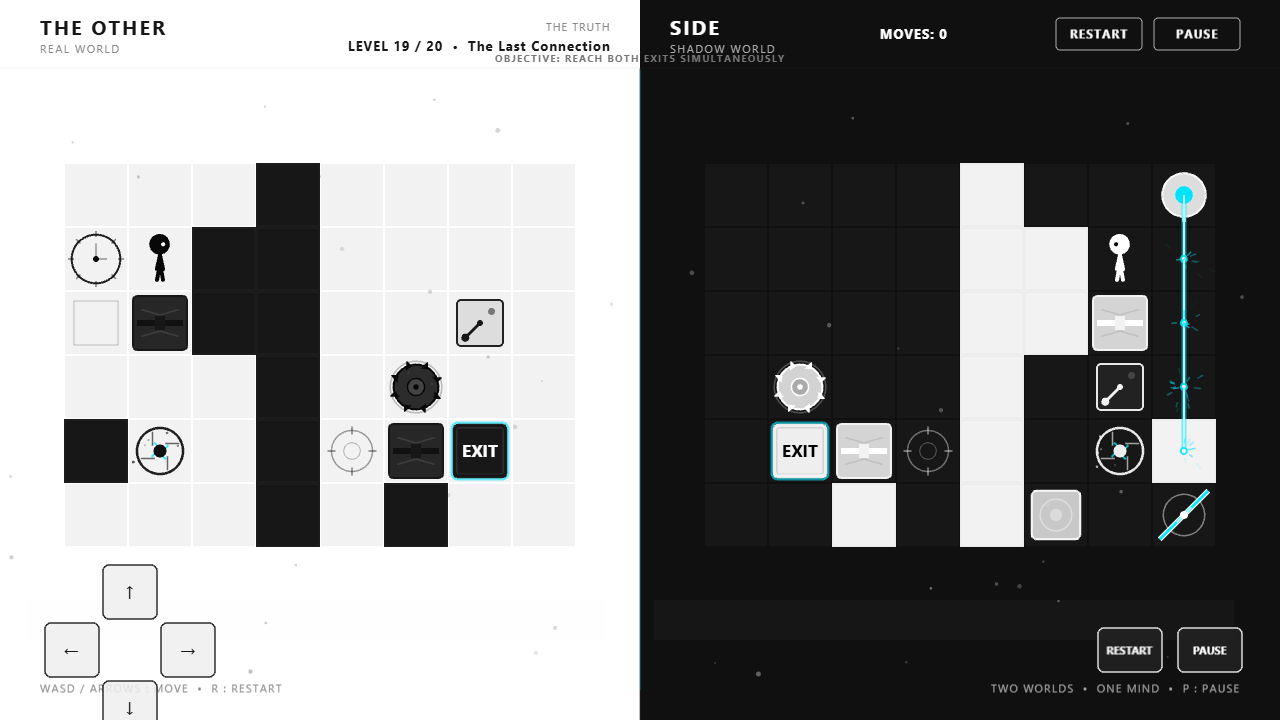 THE OTHER
REAL WORLD
THE TRUTH
LEVEL 19 / 20 • The Last Connection
SIDE
SHADOW WORLD
MOVES: 0
RESTART
PAUSE
OBJECTIVE: REACH BOTH EXITS SIMULTANEOUSLY
EXIT
EXIT
↑
← →
↓
WASD / ARROWS : MOVE • R : RESTART
RESTART
PAUSE
TWO WORLDS • ONE MIND • P : PAUSE